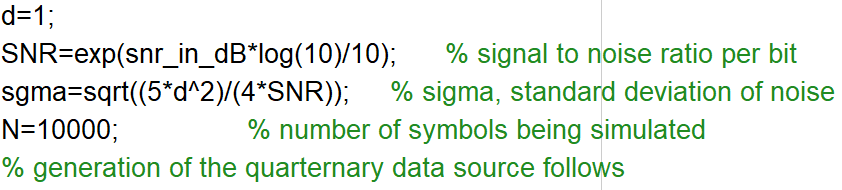 d=1;
SNR=exp(snr_in_dB*log(10)/10); % signal to noise ratio per bit
sgma=sqrt((5*d^2)/(4*SNR)); % sigma, standard deviation of noise
N=10000; % number of symbols being simulated
% generation of the quarternary data source follows